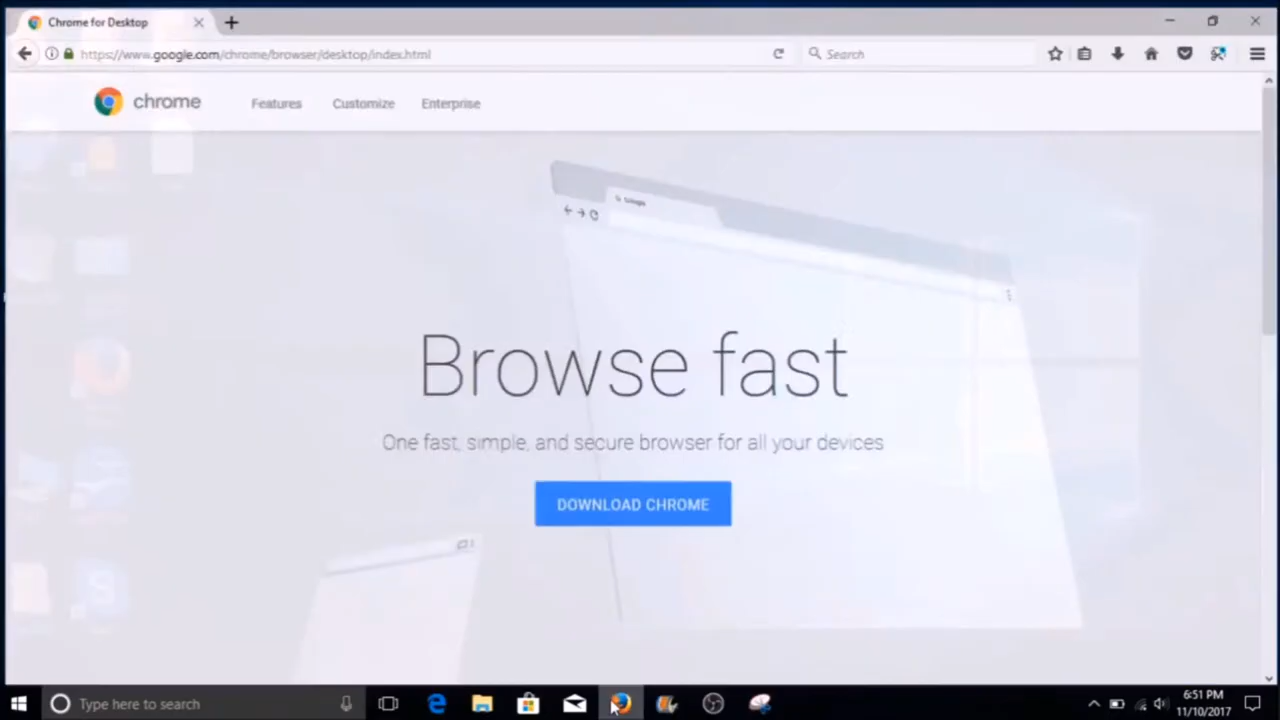 Chrome for Desktop
https://www.google.com/chrome/browser/desktop/index.html
Search
chrome
Features
Customize
Enterprise
Google
Browse fast
One fast, simple, and secure browser for all your devices
DOWNLOAD CHROME
Type here to search
6:51 PM
11/10/2017